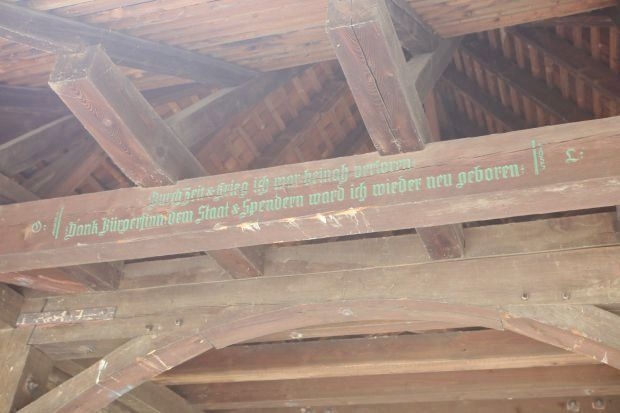 Durch Zeit & Krieg ich war beinah verloren
Dank Bürgersinn dem Staat & Spendern ward ich wieder neu geboren: